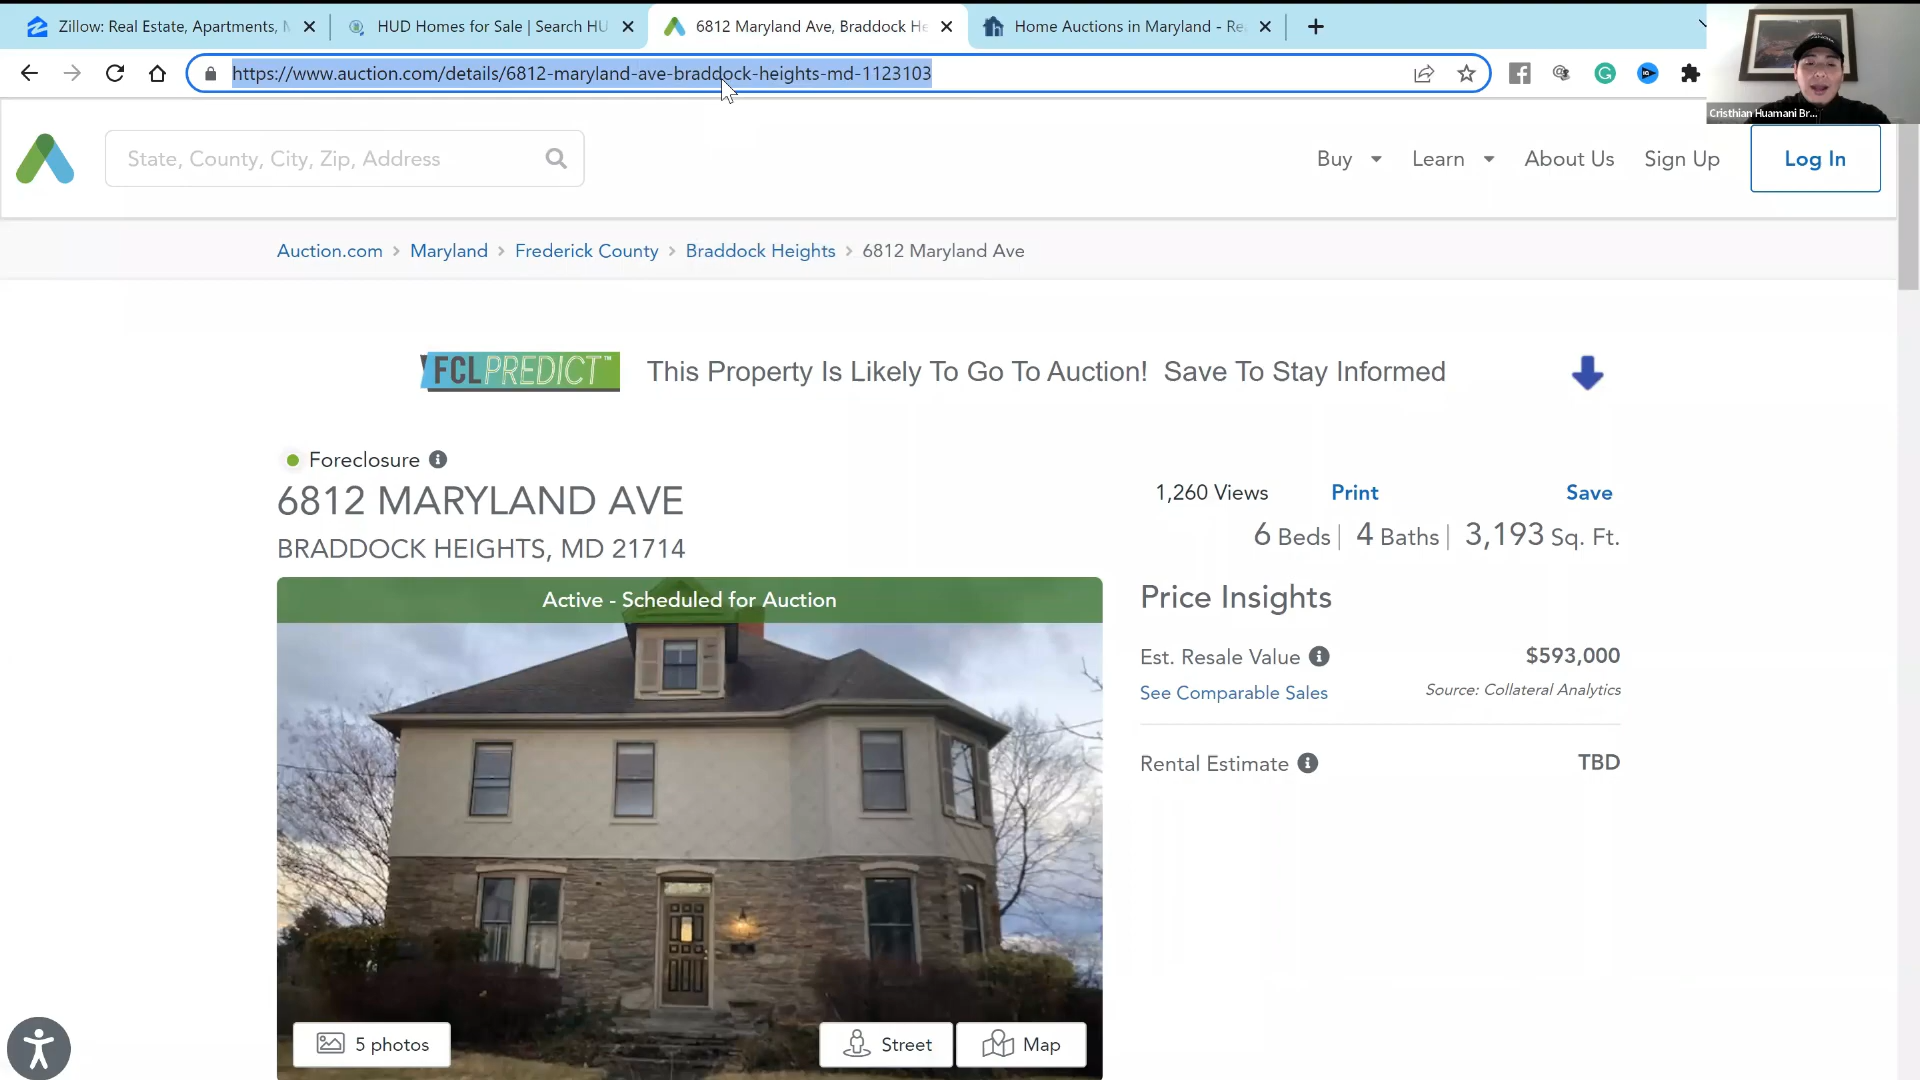 Zillow: Real Estate, Apartments,
HUD Homes for Sale | Search HU
6812 Maryland Ave, Braddock He
Home Auctions in Maryland - Re
https://www.auction.com/details/6812-maryland-ave-braddock-heights-md-1123103
Cristhian Huamani Br...
State, County, City, Zip, Address
Buy
Learn
About Us
Sign Up
Log In
Auction.com > Maryland > Frederick County > Braddock Heights > 6812 Maryland Ave
FCLPREDICT™
This Property Is Likely To Go To Auction! Save To Stay Informed
Foreclosure
6812 MARYLAND AVE
BRADDOCK HEIGHTS, MD 21714
1,260 Views
Print
Save
6 Beds | 4 Baths | 3,193 Sq. Ft.
Active - Scheduled for Auction
Price Insights
Est. Resale Value
$593,000
See Comparable Sales
Source: Collateral Analytics
Rental Estimate
TBD
5 photos
Street
Map